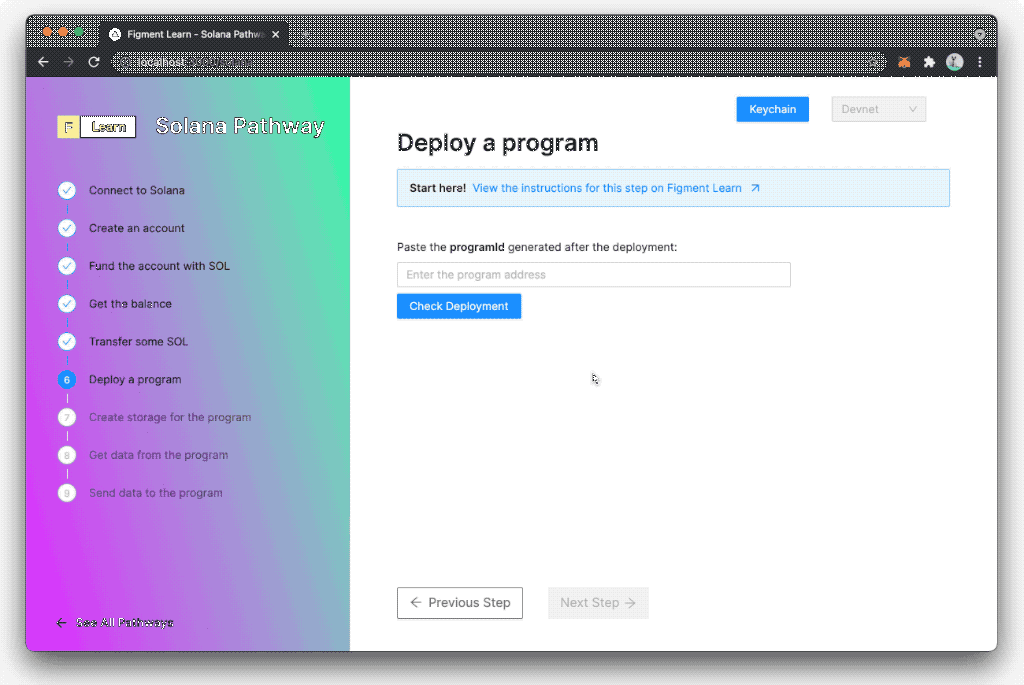 Figment Learn - Solana Pathwa
localhost
F Learn
Solana Pathway
Connect to Solana
Create an account
Fund the account with SOL
Get the balance
Transfer some SOL
6 Deploy a program
7 Create storage for the program
8 Get data from the program
9 Send data to the program
← See All Pathways
Keychain
Devnet
Deploy a program
Start here! View the instructions for this step on Figment Learn
Paste the programId generated after the deployment:
Enter the program address
Check Deployment
← Previous Step
Next Step →